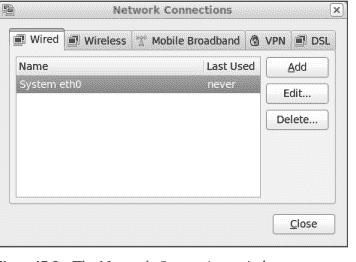 Network Connections
Wired Wireless Mobile Broadband VPN DSL
Name Last Used
System eth0 never
Add
Edit...
Delete...
Close